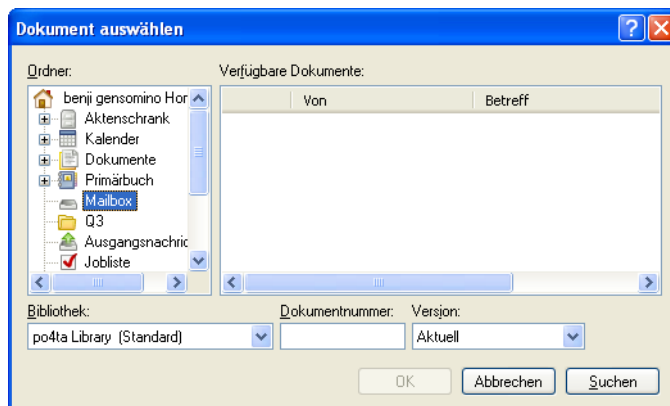 Dokument auswählen
Ordner:
Verfügbare Dokumente:
benji gensomino Hor
Aktenschrank
Kalender
Dokumente
Primärbuch
Mailbox
Q3
Ausgangsnachric
Jobliste
Von
Betreff
Bibliothek:
Dokumentnummer:
Version:
po4ta Library (Standard)
Aktuell
OK
Abbrechen
Suchen